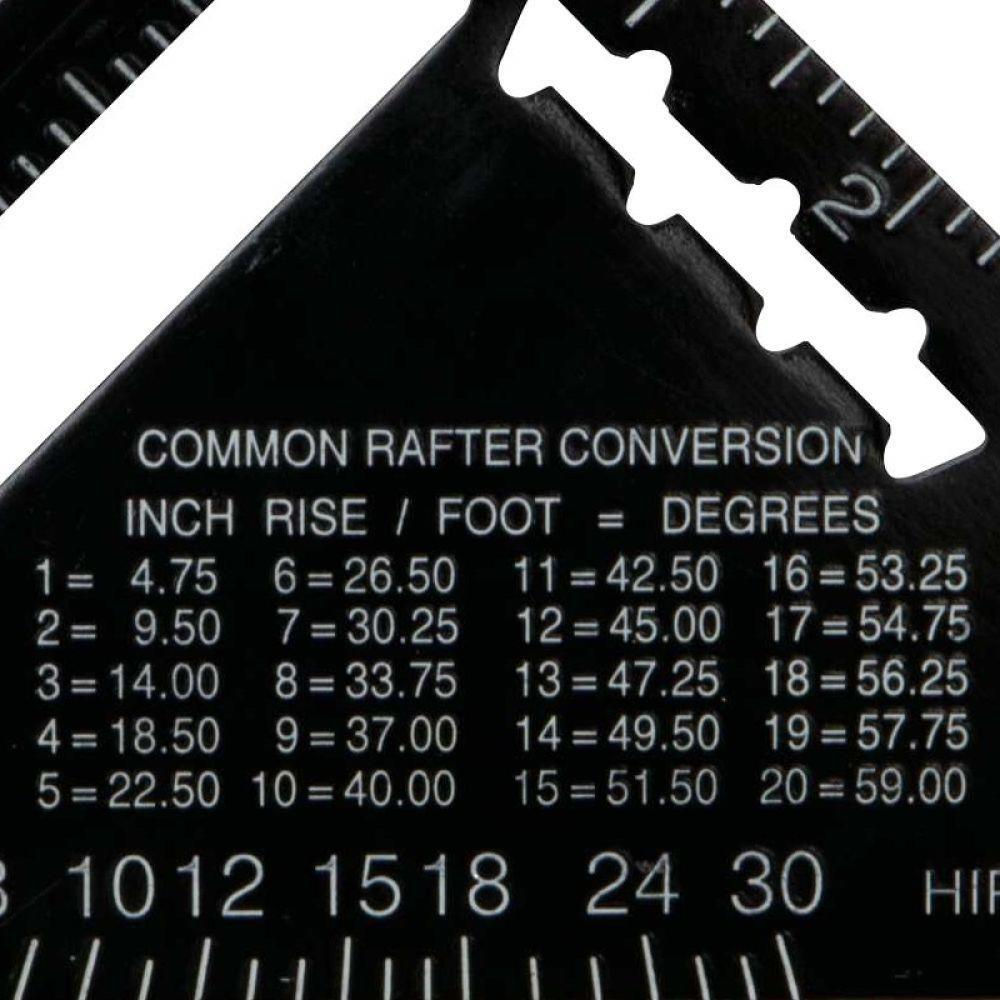 2
COMMON RAFTER CONVERSION
INCH RISE / FOOT = DEGREES
1= 4.75 6=26.50 11=42.50 16=53.25
2= 9.50 7=30.25 12=45.00 17=54.75
3=14.00 8=33.75 13=47.25 18=56.25
4=18.50 9=37.00 14=49.50 19=57.75
5=22.50 10=40.00 15=51.50 20=59.00
10 12 15 18 24 30